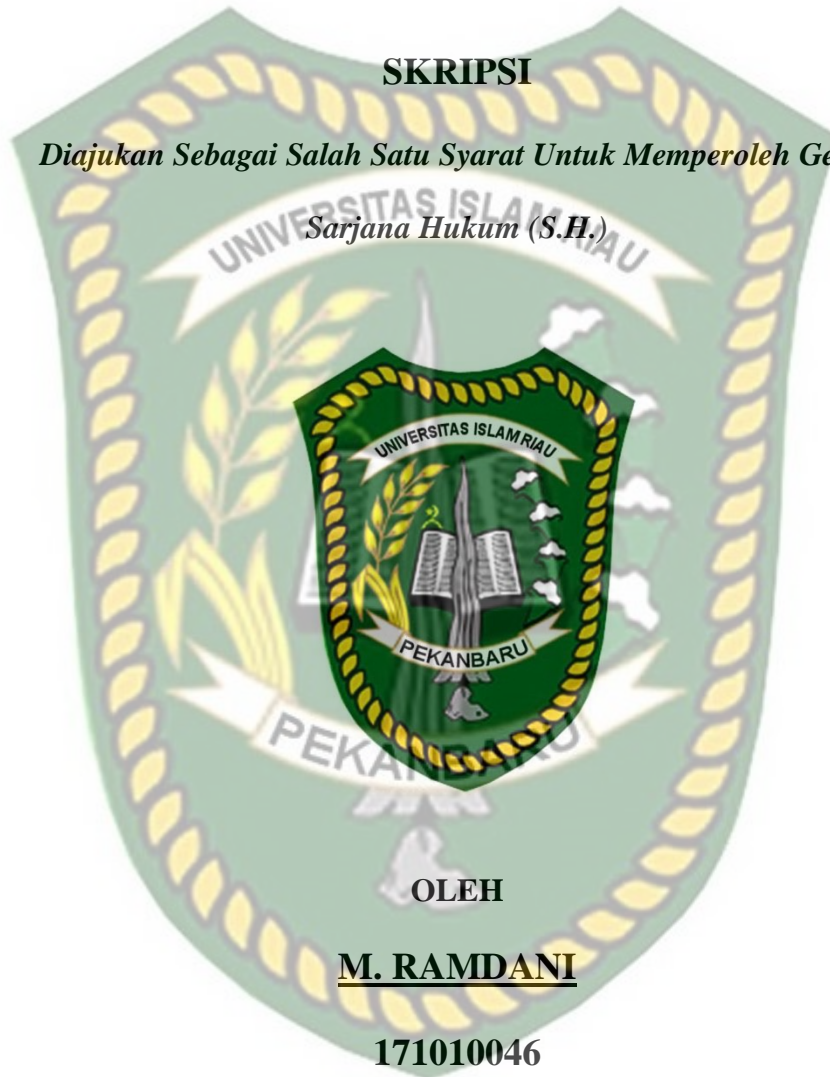 SKRIPSI
Diajukan Sebagai Salah Satu Syarat Untuk Memperoleh Ge
Sarjana Hukum (S.H.)
UNIVERSITAS ISLAM RIAU
UNIVERSITAS ISLAM RIAU
PEKANBARU
PEKANBARU
OLEH
M. RAMDANI
171010046